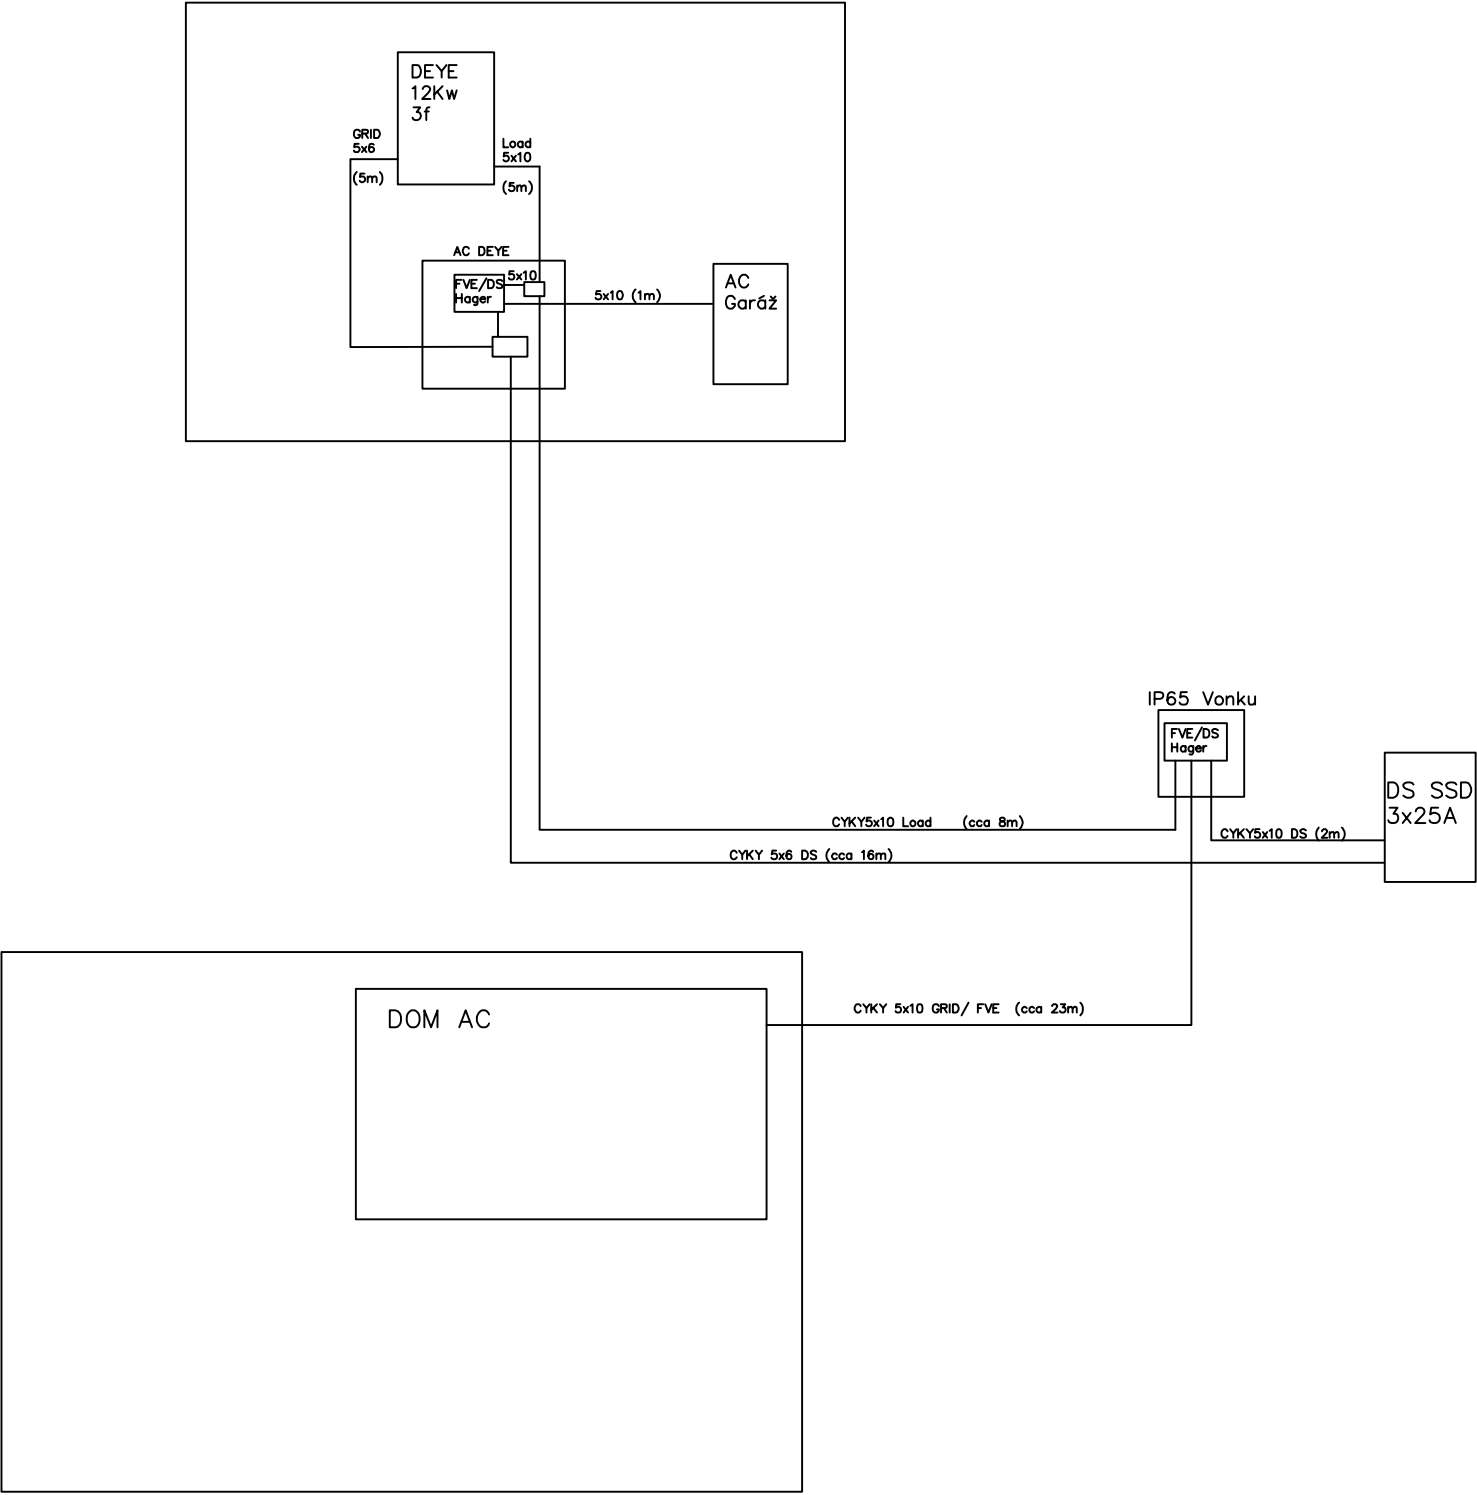 DEYE
12Kw
3f
GRID
5x6
(5m)
Load
5x10
(5m)
AC DEYE
5x10
FVE/DS
Hager
5x10 (1m)
AC
Garáž
IP65 Vonku
FVE/DS
Hager
DS SSD
3x25A
CYKY5x10 Load (cca 8m)
CYKY5x10 DS (2m)
CYKY 5x6 DS (cca 16m)
CYKY 5x10 GRID/ FVE (cca 23m)
DOM AC